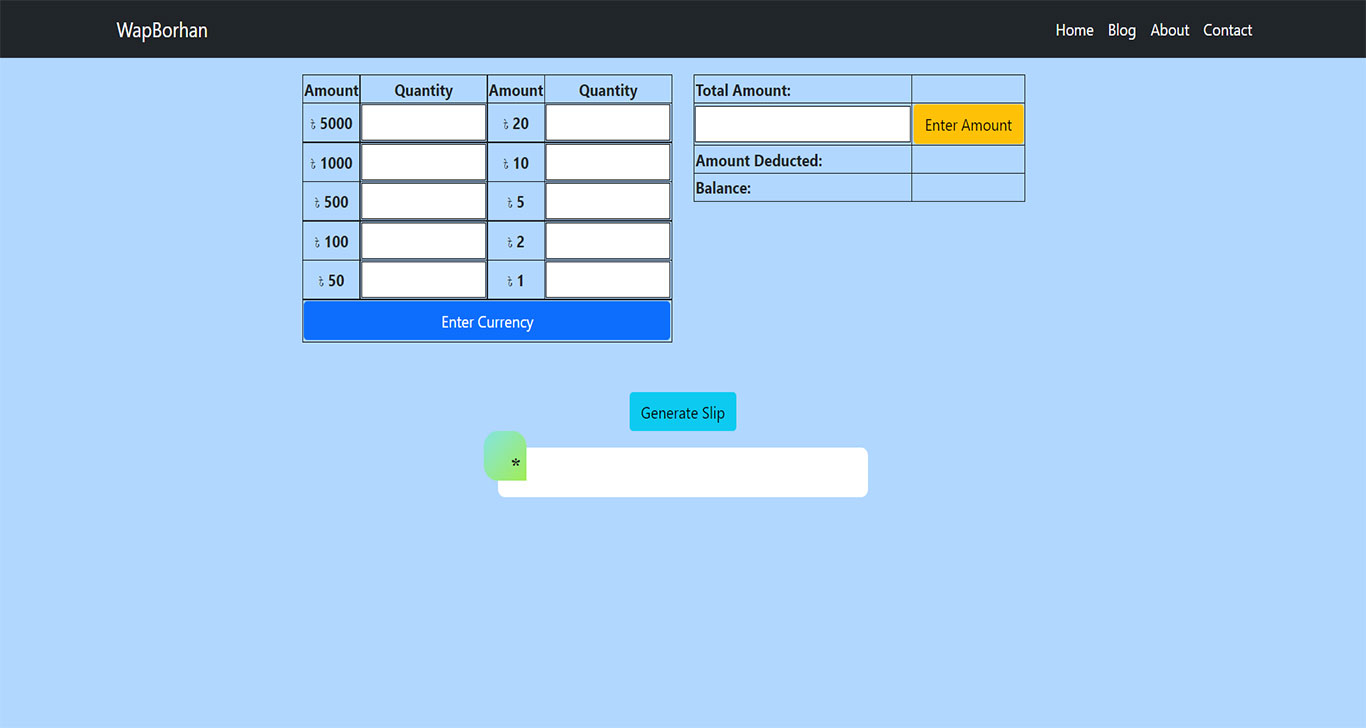 WapBorhan Home Blog About Contact
Amount Quantity Amount Quantity
৳ 5000 ৳ 20
৳ 1000 ৳ 10
৳ 500 ৳ 5
৳ 100 ৳ 2
৳ 50 ৳ 1
Enter Currency
Total Amount:
Enter Amount
Amount Deducted:
Balance:
Generate Slip
*